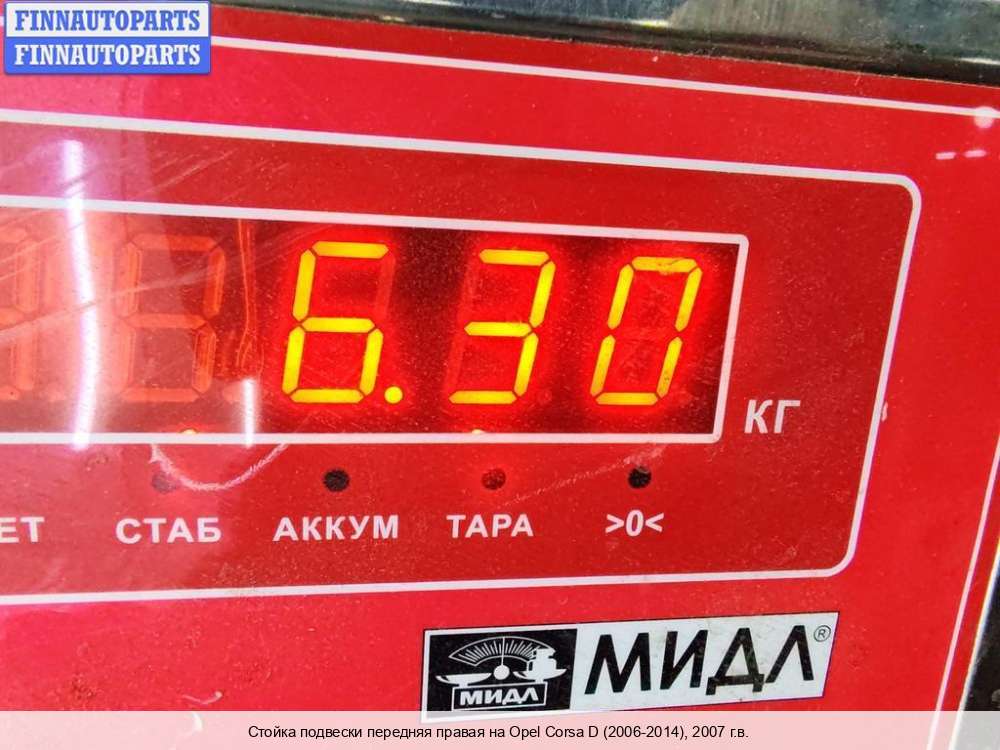 FINNAUTOPARTS
FINNAUTOPARTS
6.30
КГ
ЕТ СТАБ АККУМ ТАРА >0<
МИДЛ МИДЛ®
Стойка подвески передняя правая на Opel Corsa D (2006-2014), 2007 г.в.